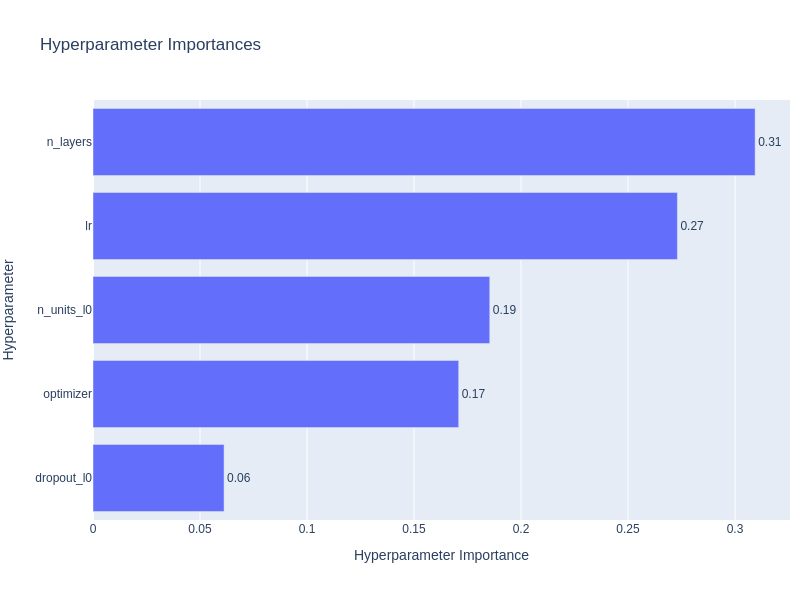 Hyperparameter Importances
Hyperparameter
n_layers
0.31
lr
0.27
n_units_l0
0.19
optimizer
0.17
dropout_l0
0.06
0
0.05
0.1
0.15
0.2
0.25
0.3
Hyperparameter Importance